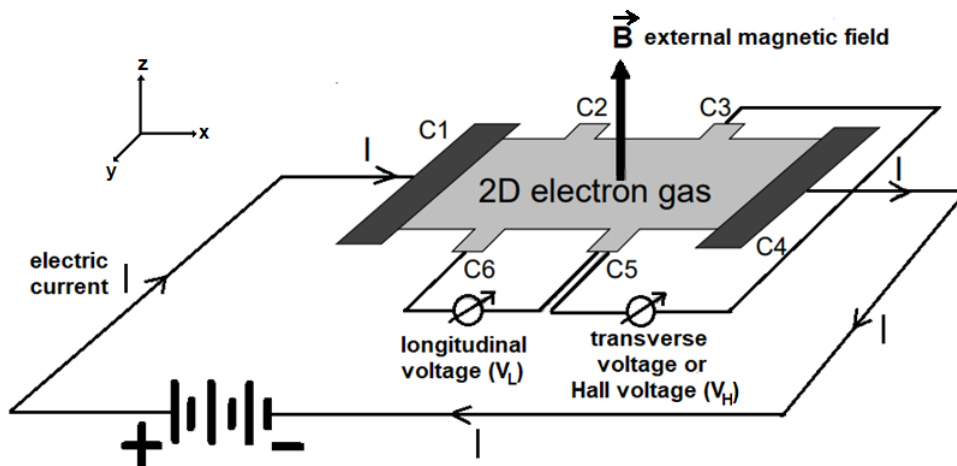 B external magnetic field
z
x
y
C1
C2
C3
I
I
2D electron gas
C4
C6
C5
electric
current
I
longitudinal
voltage (VL)
transverse
voltage or
Hall voltage (VH)
I
I
+
-